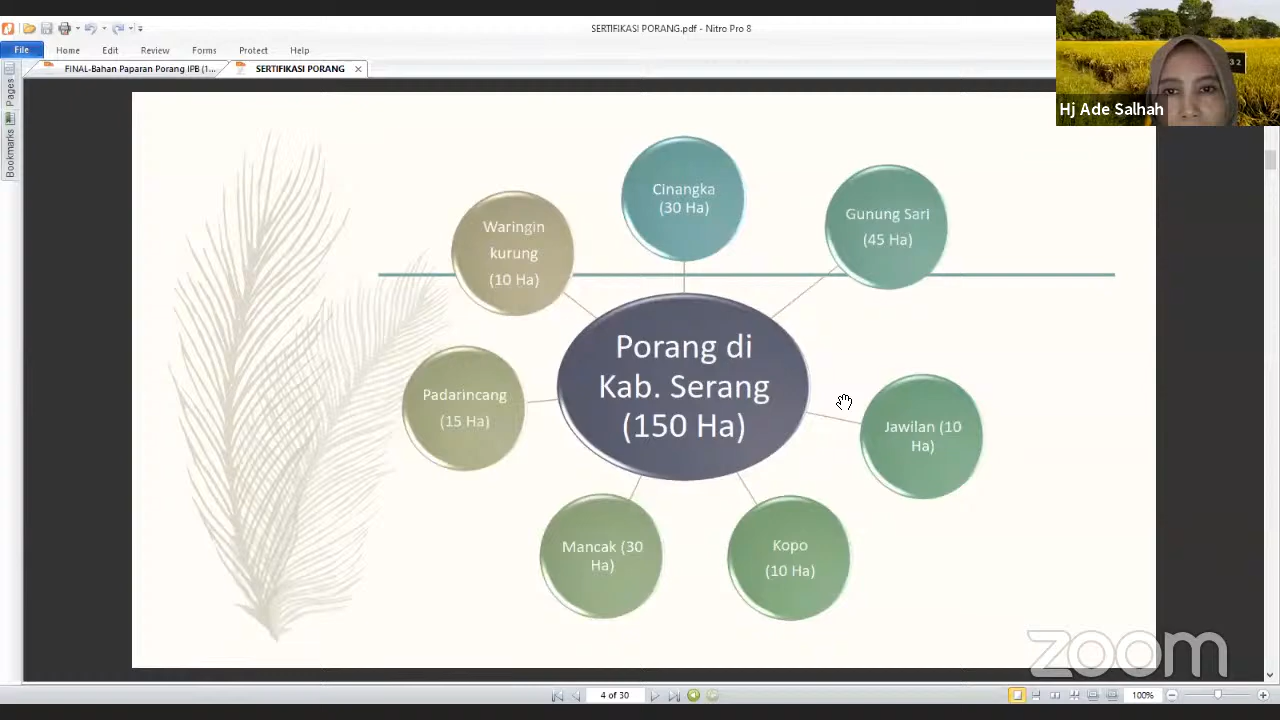 SERTIFIKASI PORANG.pdf - Nitro Pro 8
File Home Edit Review Forms Protect Help
FINAL-Bahan Paparan Porang IPB (1... SERTIFIKASI PORANG
Pages
Bookmarks
Hj Ade Salhah
32
Cinangka
(30 Ha)
Gunung Sari
(45 Ha)
Waringin
kurung
(10 Ha)
Porang di
Kab. Serang
(150 Ha)
Padarincang
(15 Ha)
Jawilan (10
Ha)
Mancak (30
Ha)
Kopo
(10 Ha)
zoom
4 of 30
100%